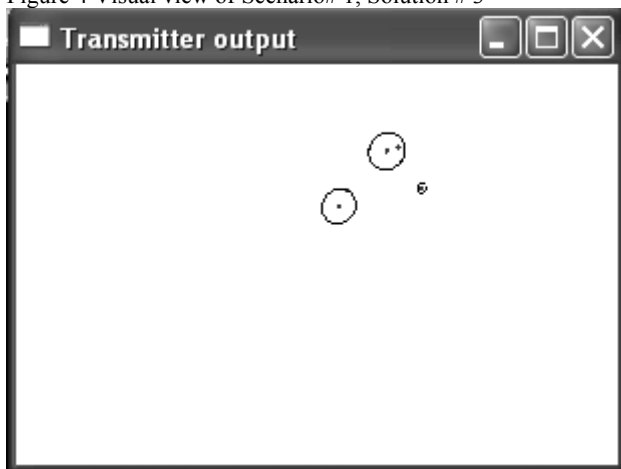 Figure 4 Visual view of Scenario# 1, Solution # 3
Transmitter output